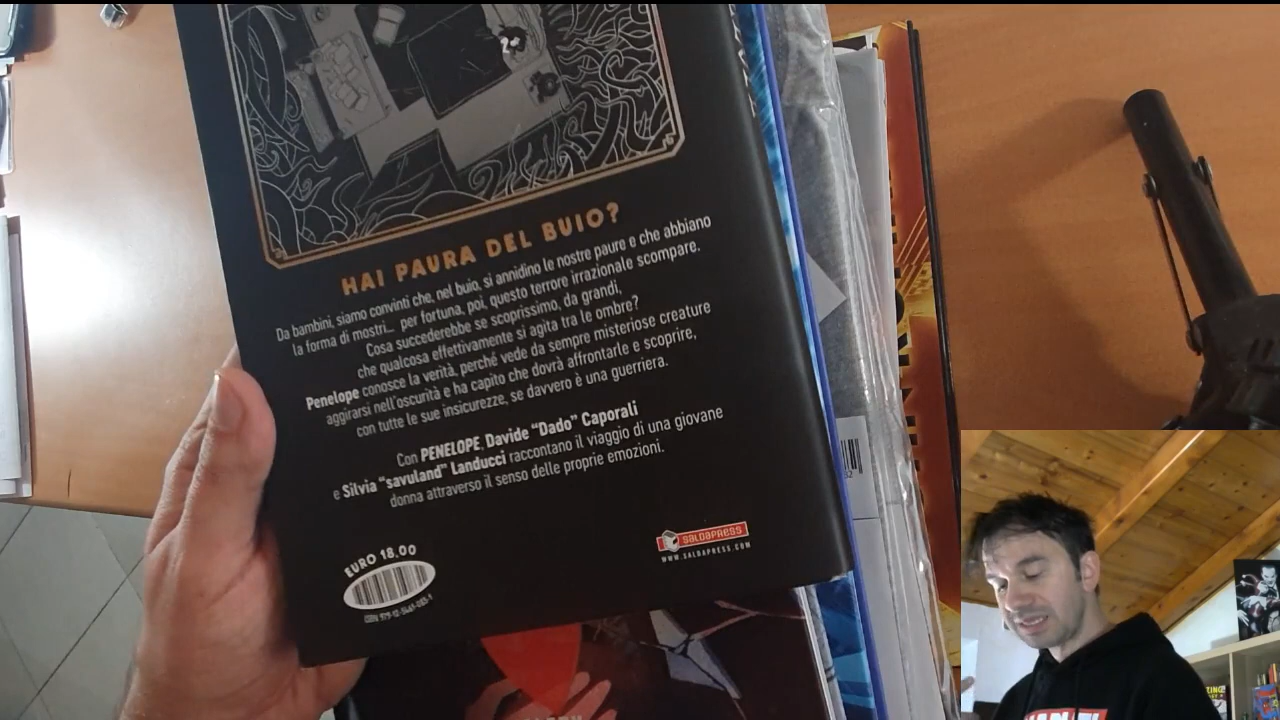 HAI PAURA DEL BUIO?
Da bambini, siamo convinti che, nel buio, si annidino le nostre paure e che abbiano
la forma di mostri... per fortuna, poi, questo terrore irrazionale scompare.
Cosa succederebbe se scoprissimo, da grandi,
che qualcosa effettivamente si agita tra le ombre?
Penelope conosce la verità, perché vede da sempre misteriose creature
aggirarsi nell'oscurità e ha capito che dovrà affrontarle e scoprire,
con tutte le sue insicurezze, se davvero è una guerriera.
Con PENELOPE, Davide "Dado" Caporali
e Silvia "savuland" Landucci raccontano il viaggio di una giovane
donna attraverso il senso delle proprie emozioni.
EURO 18.00
SALDAPRESS
WWW.SALDAPRESS.COM